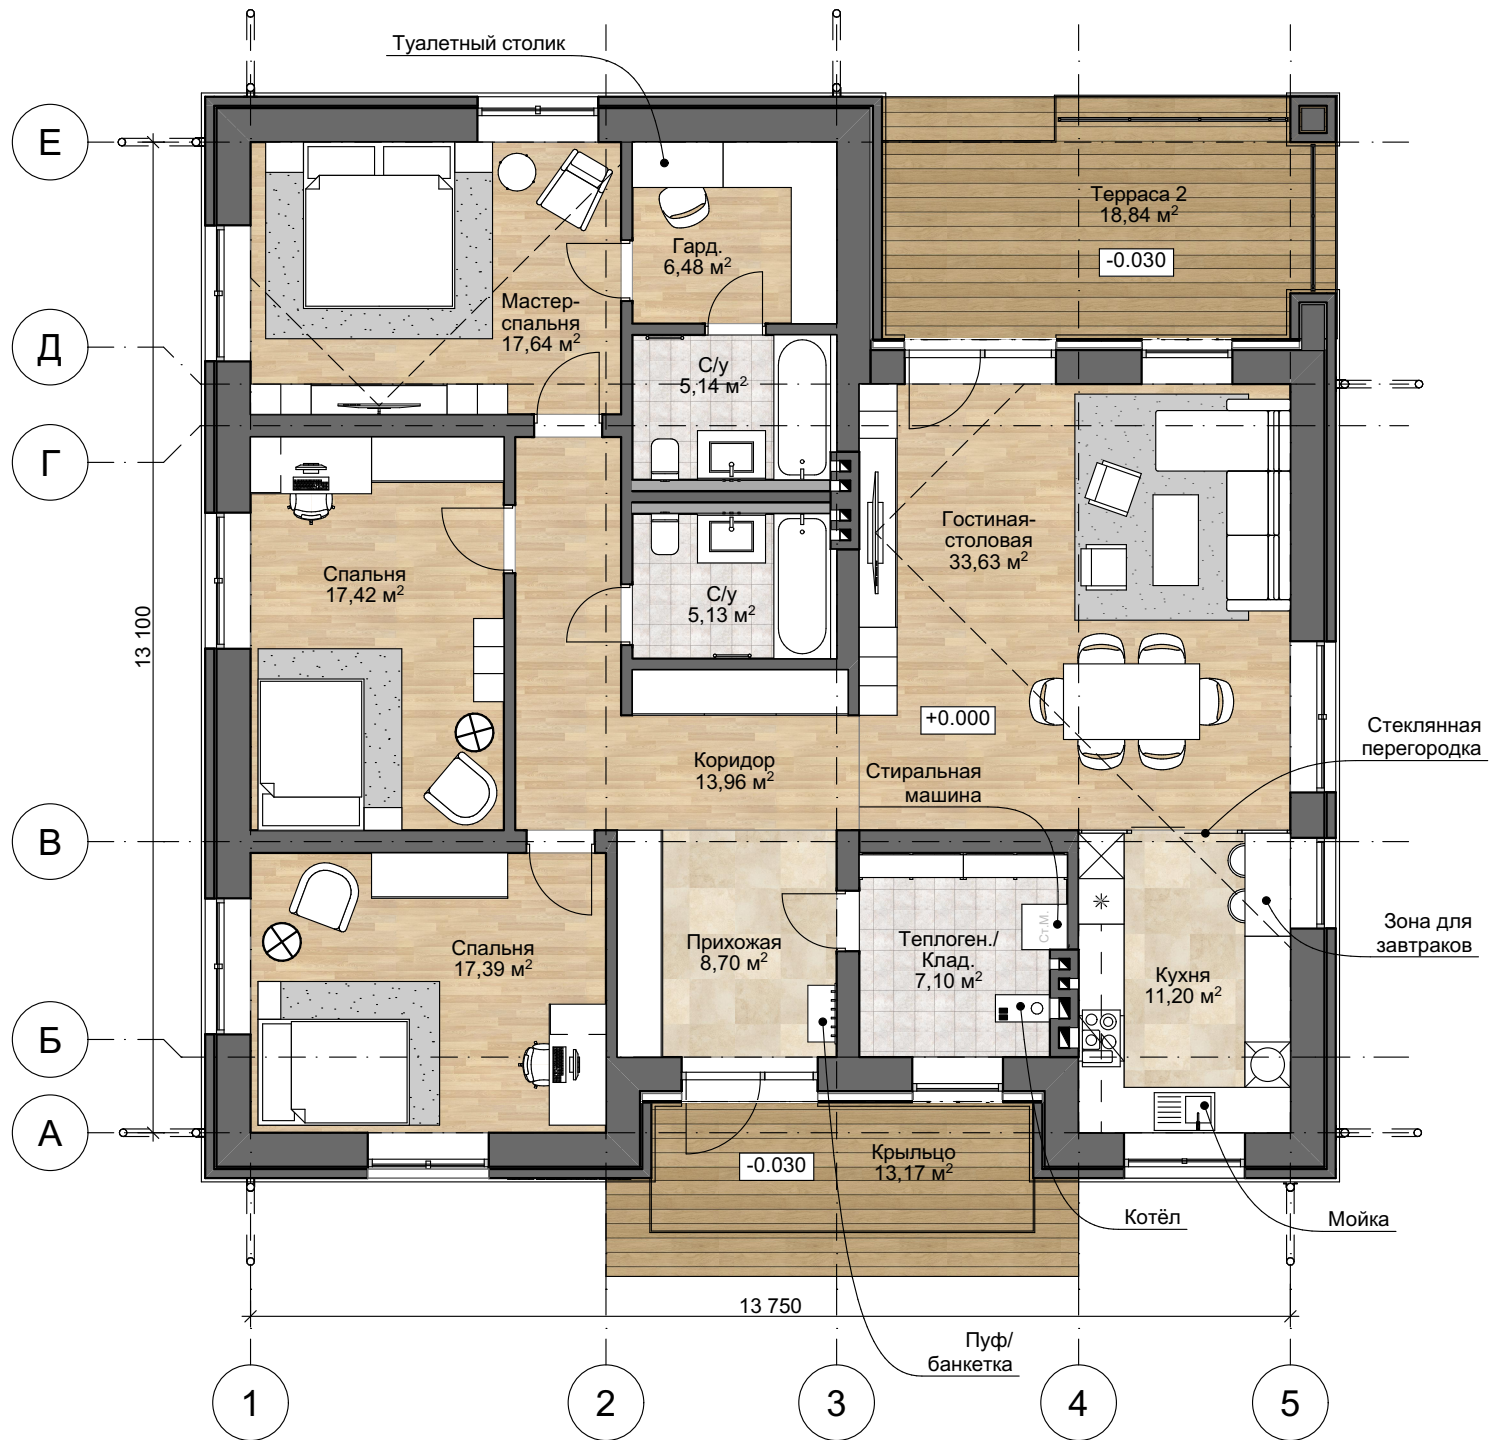 Туалетный столик
Е
Терраса 2
18,84 м²
-0.030
Гард.
6,48 м²
Мастер-
спальня
17,64 м²
Д
С/у
5,14 м²
Г
Гостиная-
столовая
33,63 м²
Спальня
17,42 м²
С/у
5,13 м²
13 100
+0.000
Стеклянная
перегородка
Коридор
13,96 м²
Стиральная
машина
В
Ст.М.
Зона для
завтраков
Спальня
17,39 м²
Прихожая
8,70 м²
Теплоген./
Клад.
7,10 м²
Кухня
11,20 м²
Б
А
Крыльцо
13,17 м²
-0.030
Котёл
Мойка
13 750
Пуф/
банкетка
1
2
3
4
5